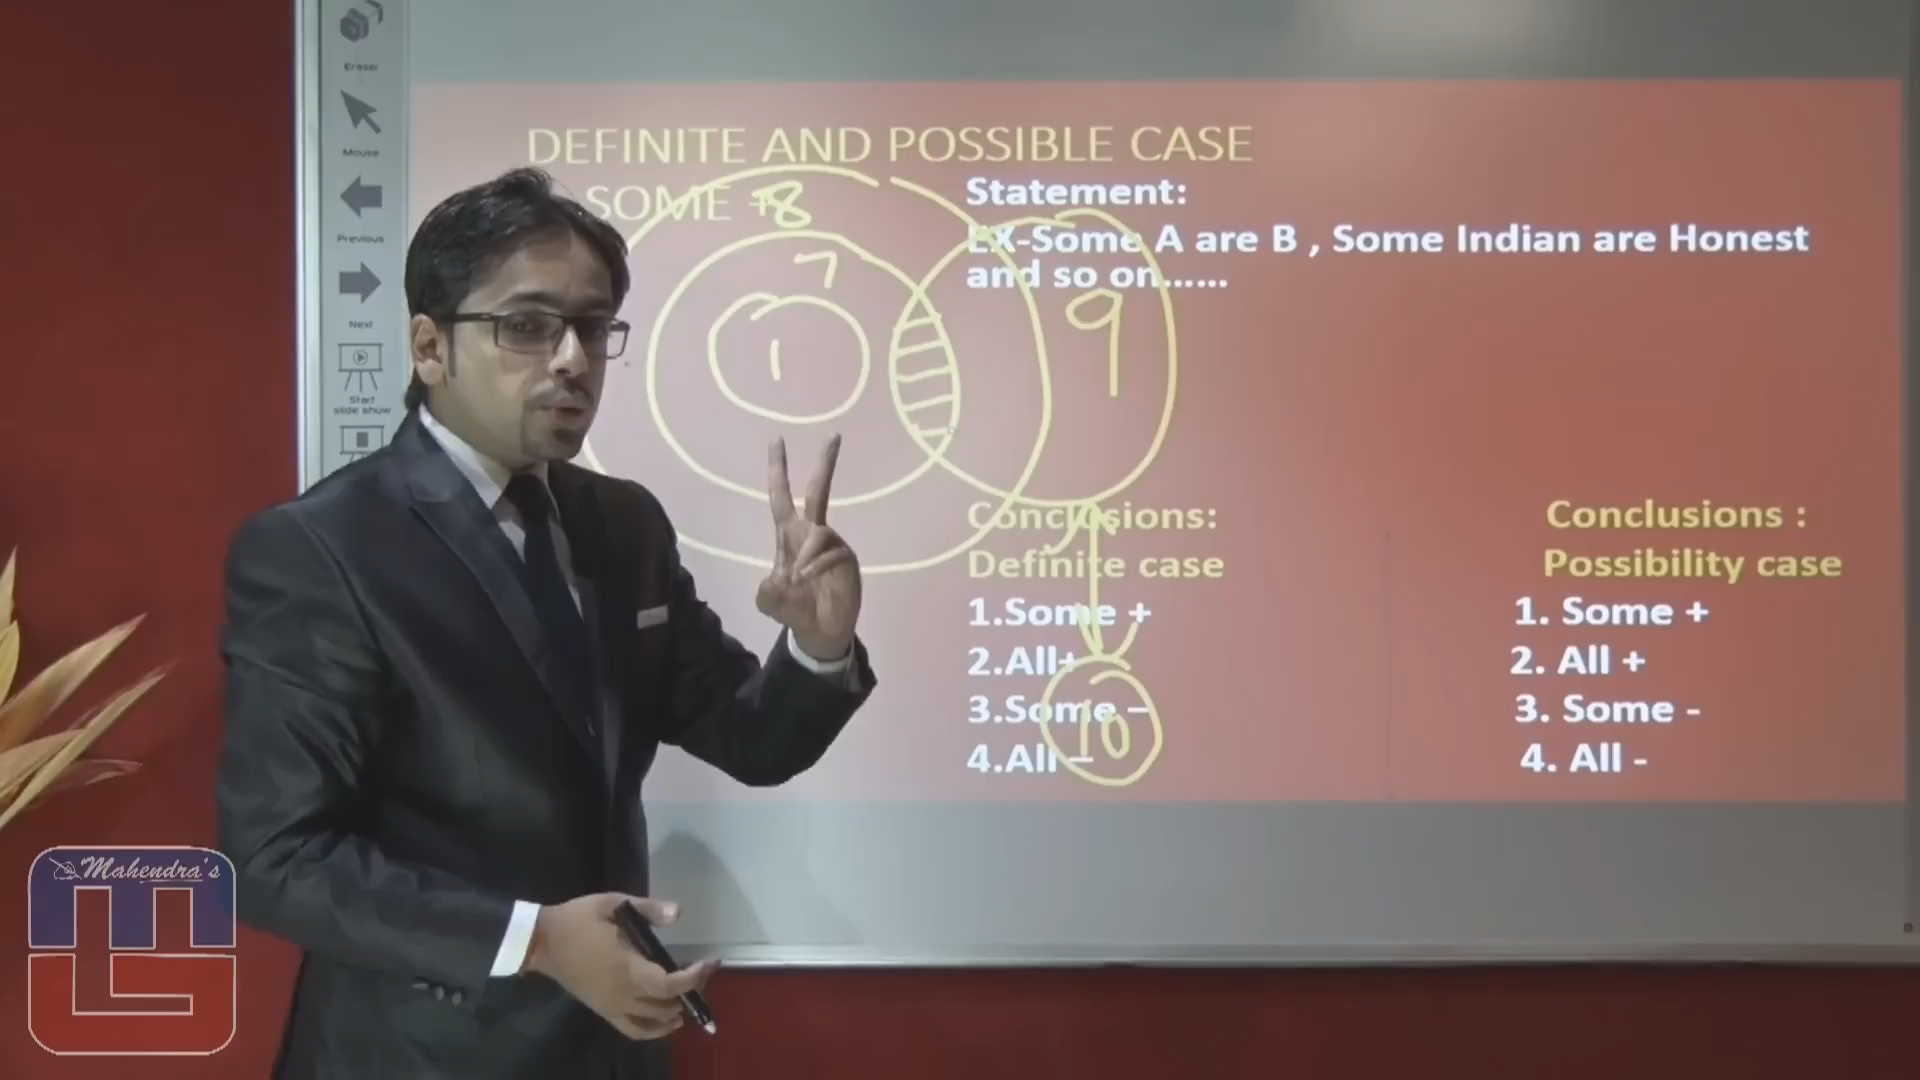 Eraser
Mouse
Previous
Next
Start
slide show
DEFINITE AND POSSIBLE CASE
SOME +
8
Statement:
EX-Some A are B , Some Indian are Honest
and so on......
7
1
9
Conclusions:
Definite case
1.Some +
2.All+
3.Some –
4.All –
10
Conclusions :
Possibility case
1. Some +
2. All +
3. Some -
4. All -
Mahendra's